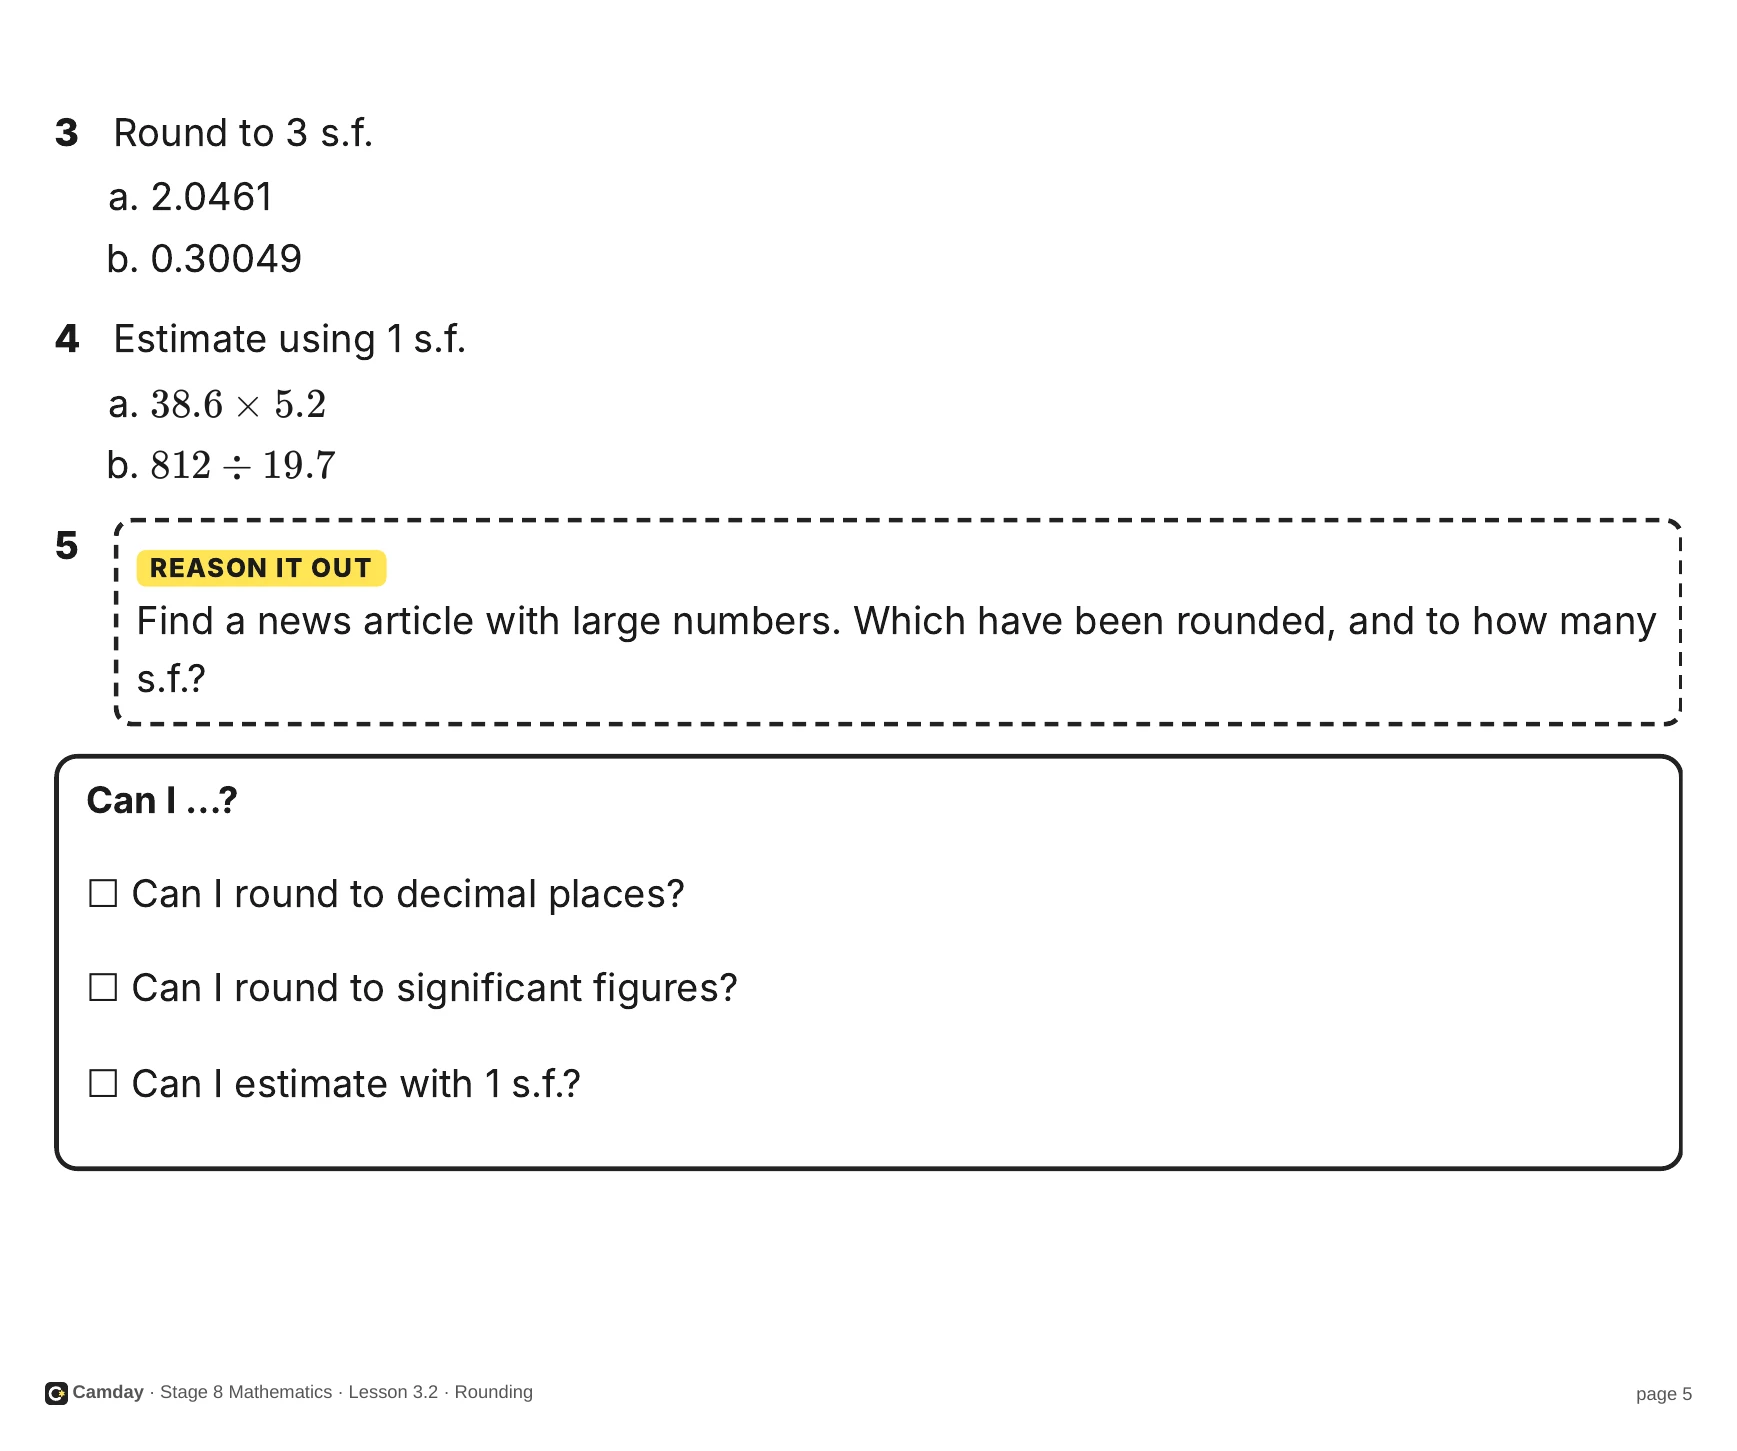 3 Round to 3 s.f.
a. 2.0461
b. 0.30049
4 Estimate using 1 s.f.
a. 38.6 × 5.2
b. 812 ÷ 19.7
5
REASON IT OUT
Find a news article with large numbers. Which have been rounded, and to how many
s.f.?
Can I ...?
☐ Can I round to decimal places?
☐ Can I round to significant figures?
☐ Can I estimate with 1 s.f.?
Camday · Stage 8 Mathematics · Lesson 3.2 · Rounding
page 5